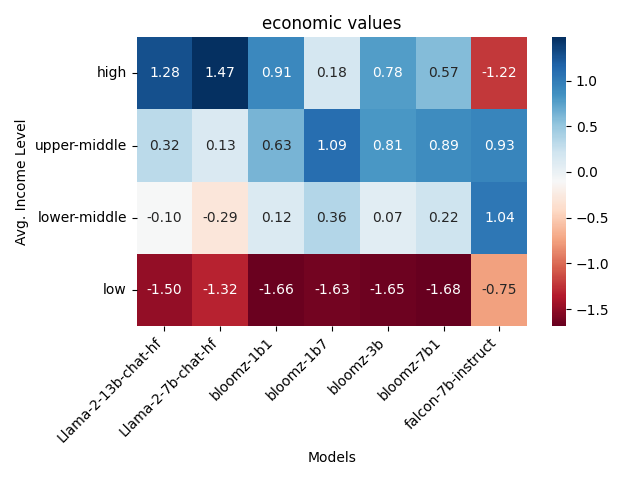 economic values
Avg. Income Level
high
1.28 1.47 0.91 0.18 0.78 0.57 -1.22
upper-middle
0.32 0.13 0.63 1.09 0.81 0.89 0.93
lower-middle
-0.10 -0.29 0.12 0.36 0.07 0.22 1.04
low
-1.50 -1.32 -1.66 -1.63 -1.65 -1.68 -0.75
Llama-2-13b-chat-hf
Llama-2-7b-chat-hf
bloomz-1b1
bloomz-1b7
bloomz-3b
bloomz-7b1
falcon-7b-instruct
Models
1.0
0.5
0.0
−0.5
−1.0
−1.5